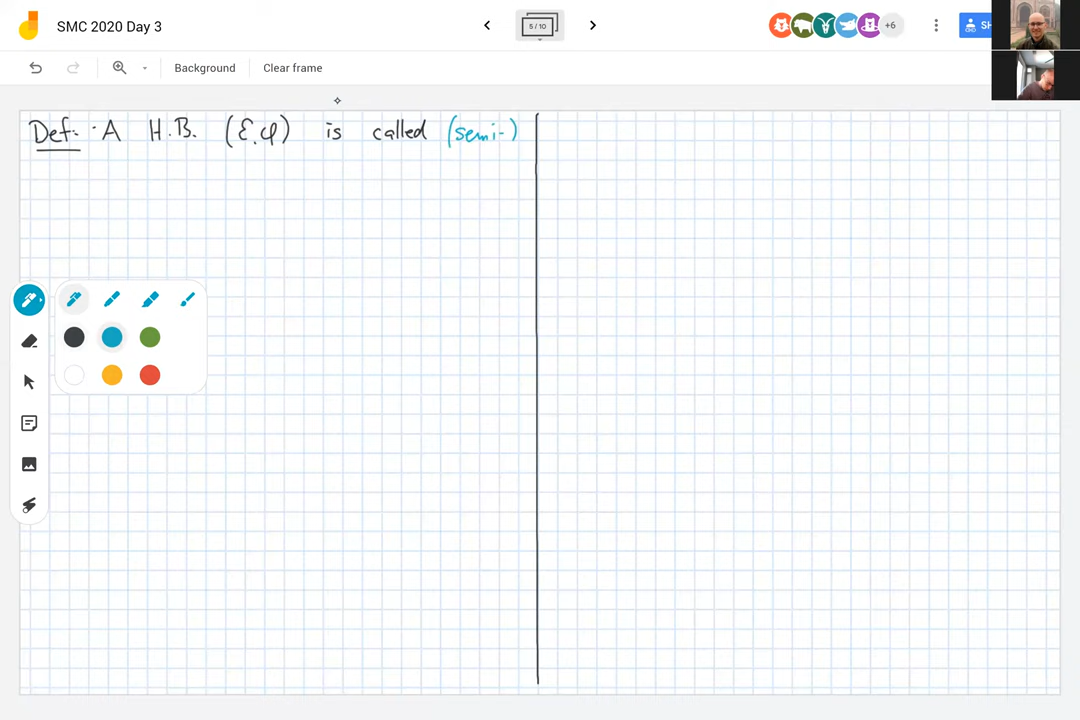 SMC 2020 Day 3
5 / 10
+6
Background
Clear frame
Def: · A H.B. (ℰ, φ) is called (semi-)